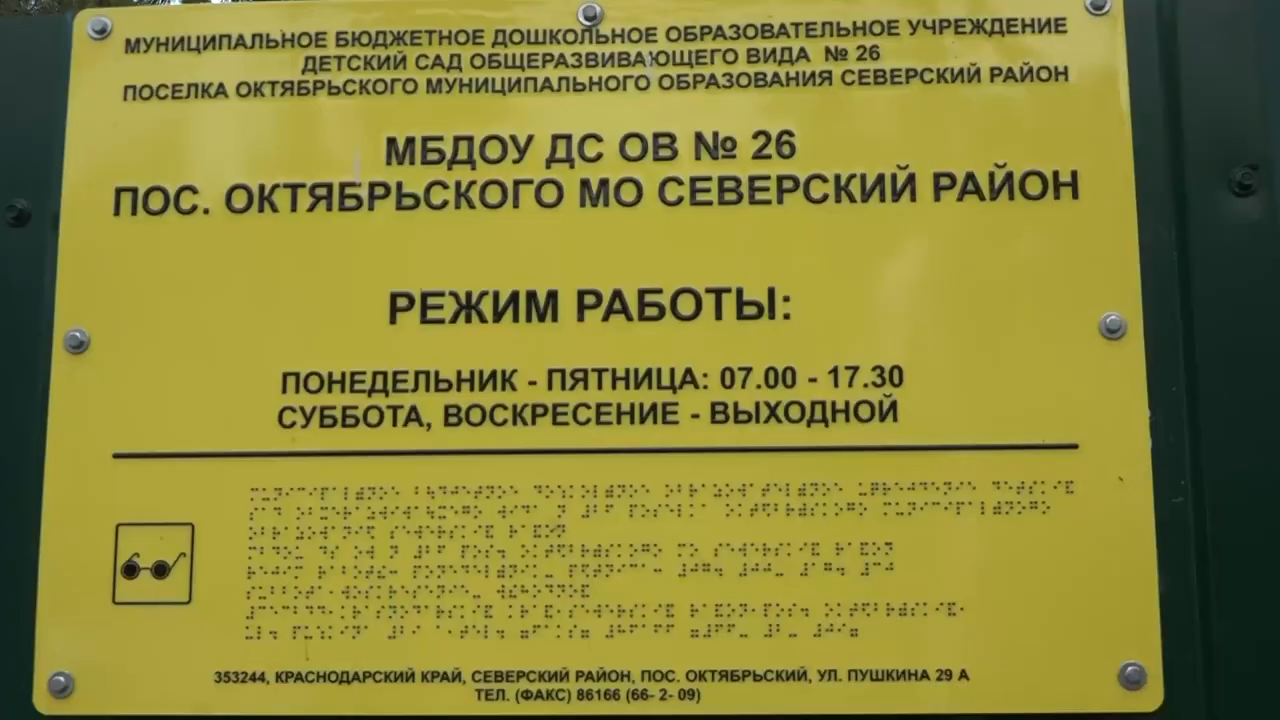 МУНИЦИПАЛЬНОЕ БЮДЖЕТНОЕ ДОШКОЛЬНОЕ ОБРАЗОВАТЕЛЬНОЕ УЧРЕЖДЕНИЕ
ДЕТСКИЙ САД ОБЩЕРАЗВИВАЮЩЕГО ВИДА № 26
ПОСЕЛКА ОКТЯБРЬСКОГО МУНИЦИПАЛЬНОГО ОБРАЗОВАНИЯ СЕВЕРСКИЙ РАЙОН
МБДОУ ДС ОВ № 26
ПОС. ОКТЯБРЬСКОГО МО СЕВЕРСКИЙ РАЙОН
РЕЖИМ РАБОТЫ:
ПОНЕДЕЛЬНИК - ПЯТНИЦА: 07.00 - 17.30
СУББОТА, ВОСКРЕСЕНИЕ - ВЫХОДНОЙ
353244, КРАСНОДАРСКИЙ КРАЙ, СЕВЕРСКИЙ РАЙОН, ПОС. ОКТЯБРЬСКИЙ, УЛ. ПУШКИНА 29 А
ТЕЛ. (ФАКС) 86166 (66- 2- 09)